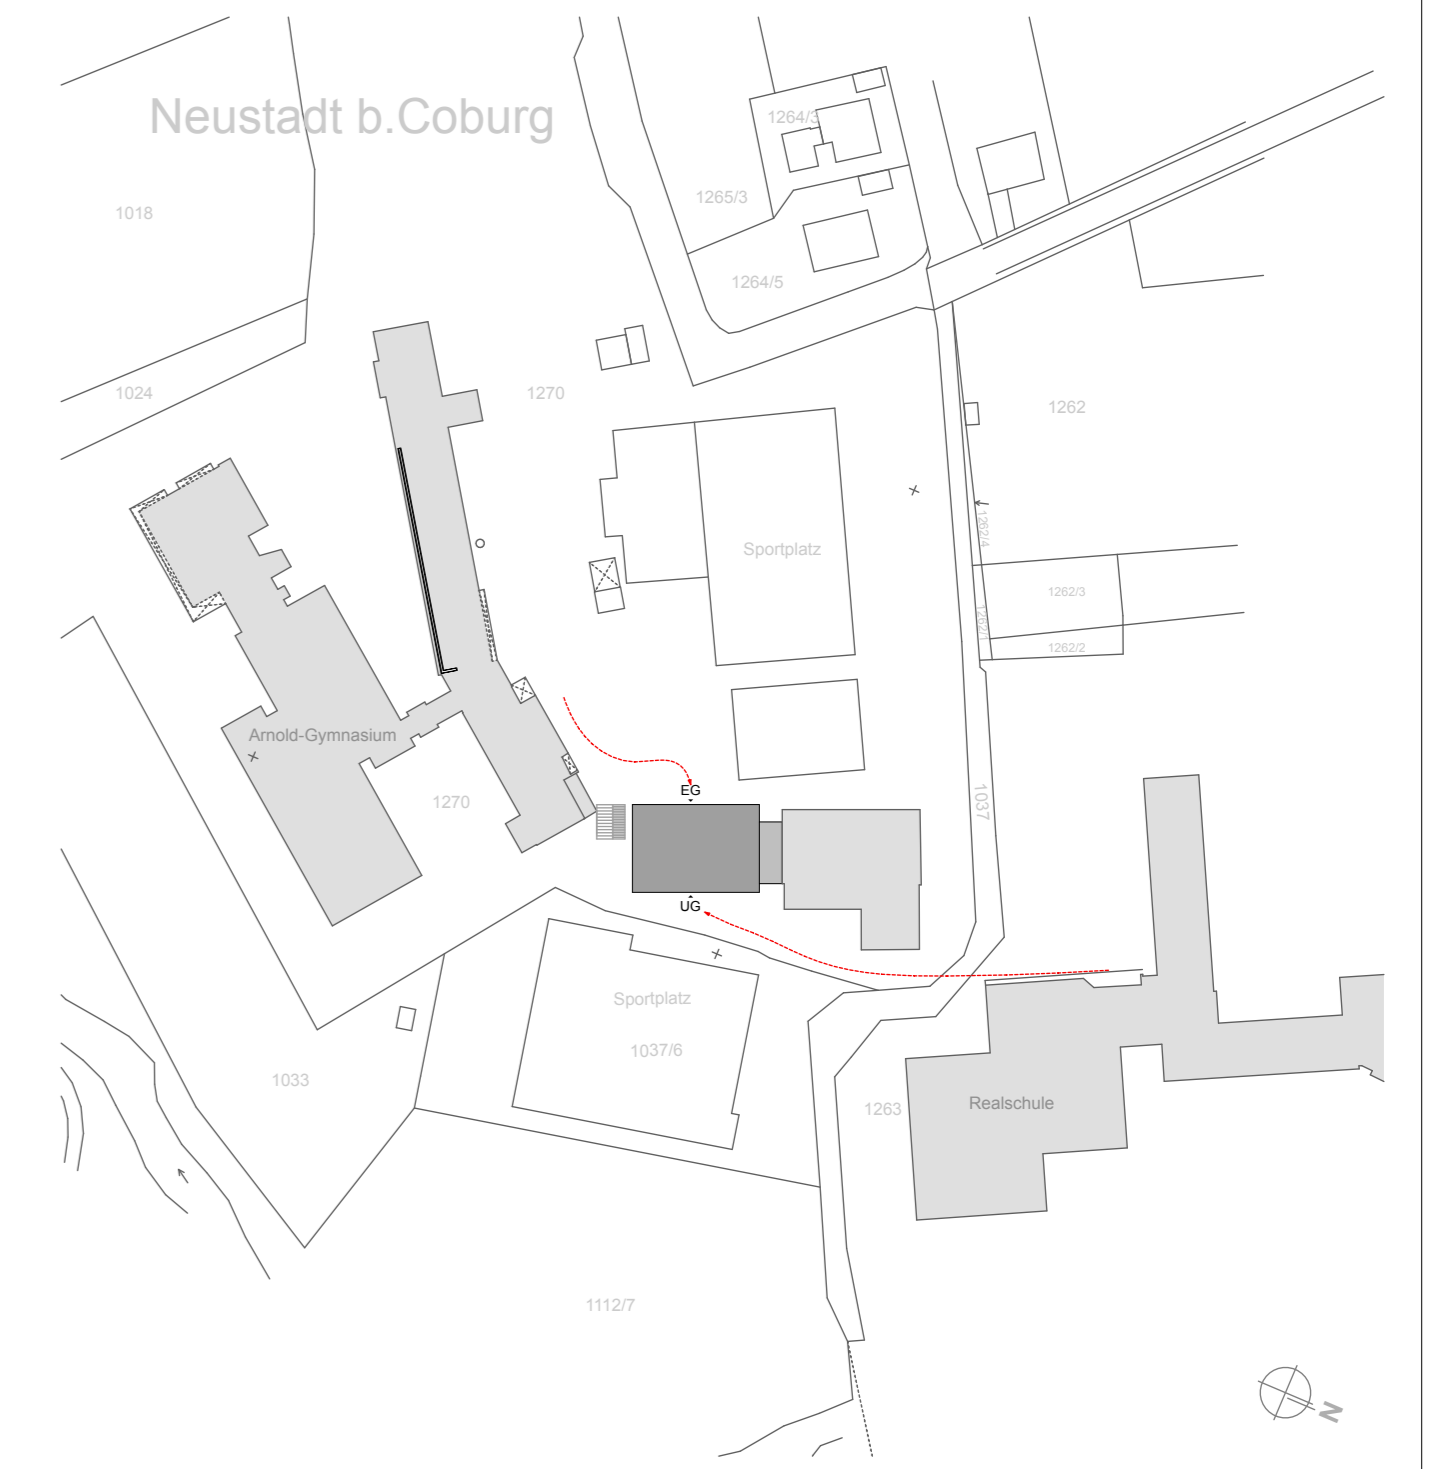 Neustadt b.Coburg
1264/3
1265/3
1018
1264/5
1024
1270
1262
1262/4
Sportplatz
1262/3
1262/1
1262/2
Arnold-Gymnasium
EG
1270
1037
UG
Sportplatz
1037/6
1033
1263
Realschule
1112/7
N